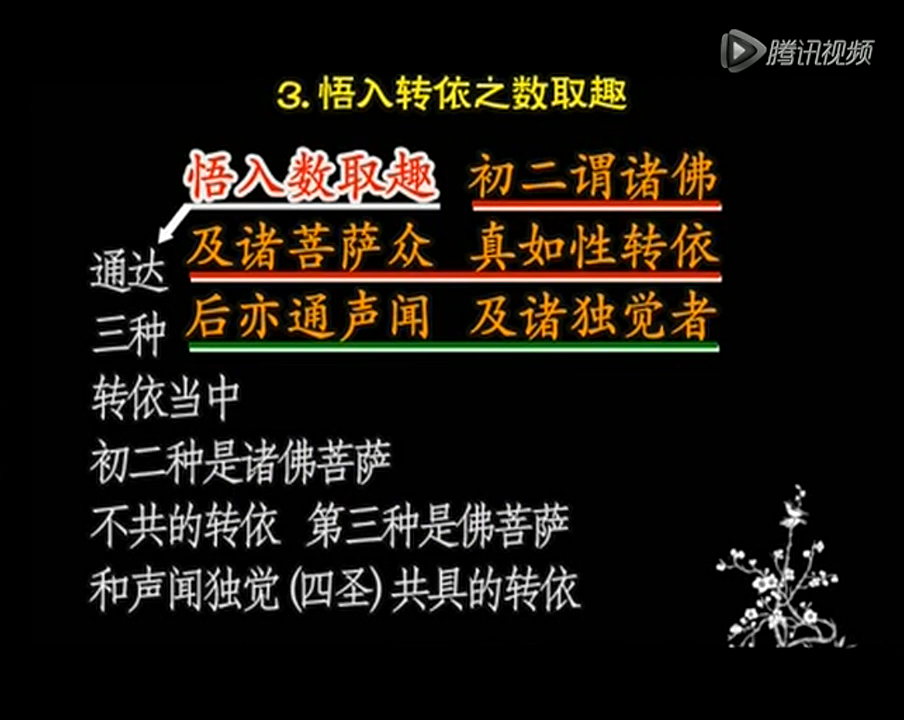 腾讯视频
3. 悟入转依之数取趣
悟入数取趣 初二谓诸佛
及诸菩萨众 真如性转依
后亦通声闻 及诸独觉者
通达
三种
转依当中
初二种是诸佛菩萨
不共的转依 第三种是佛菩萨
和声闻独觉(四圣)共具的转依